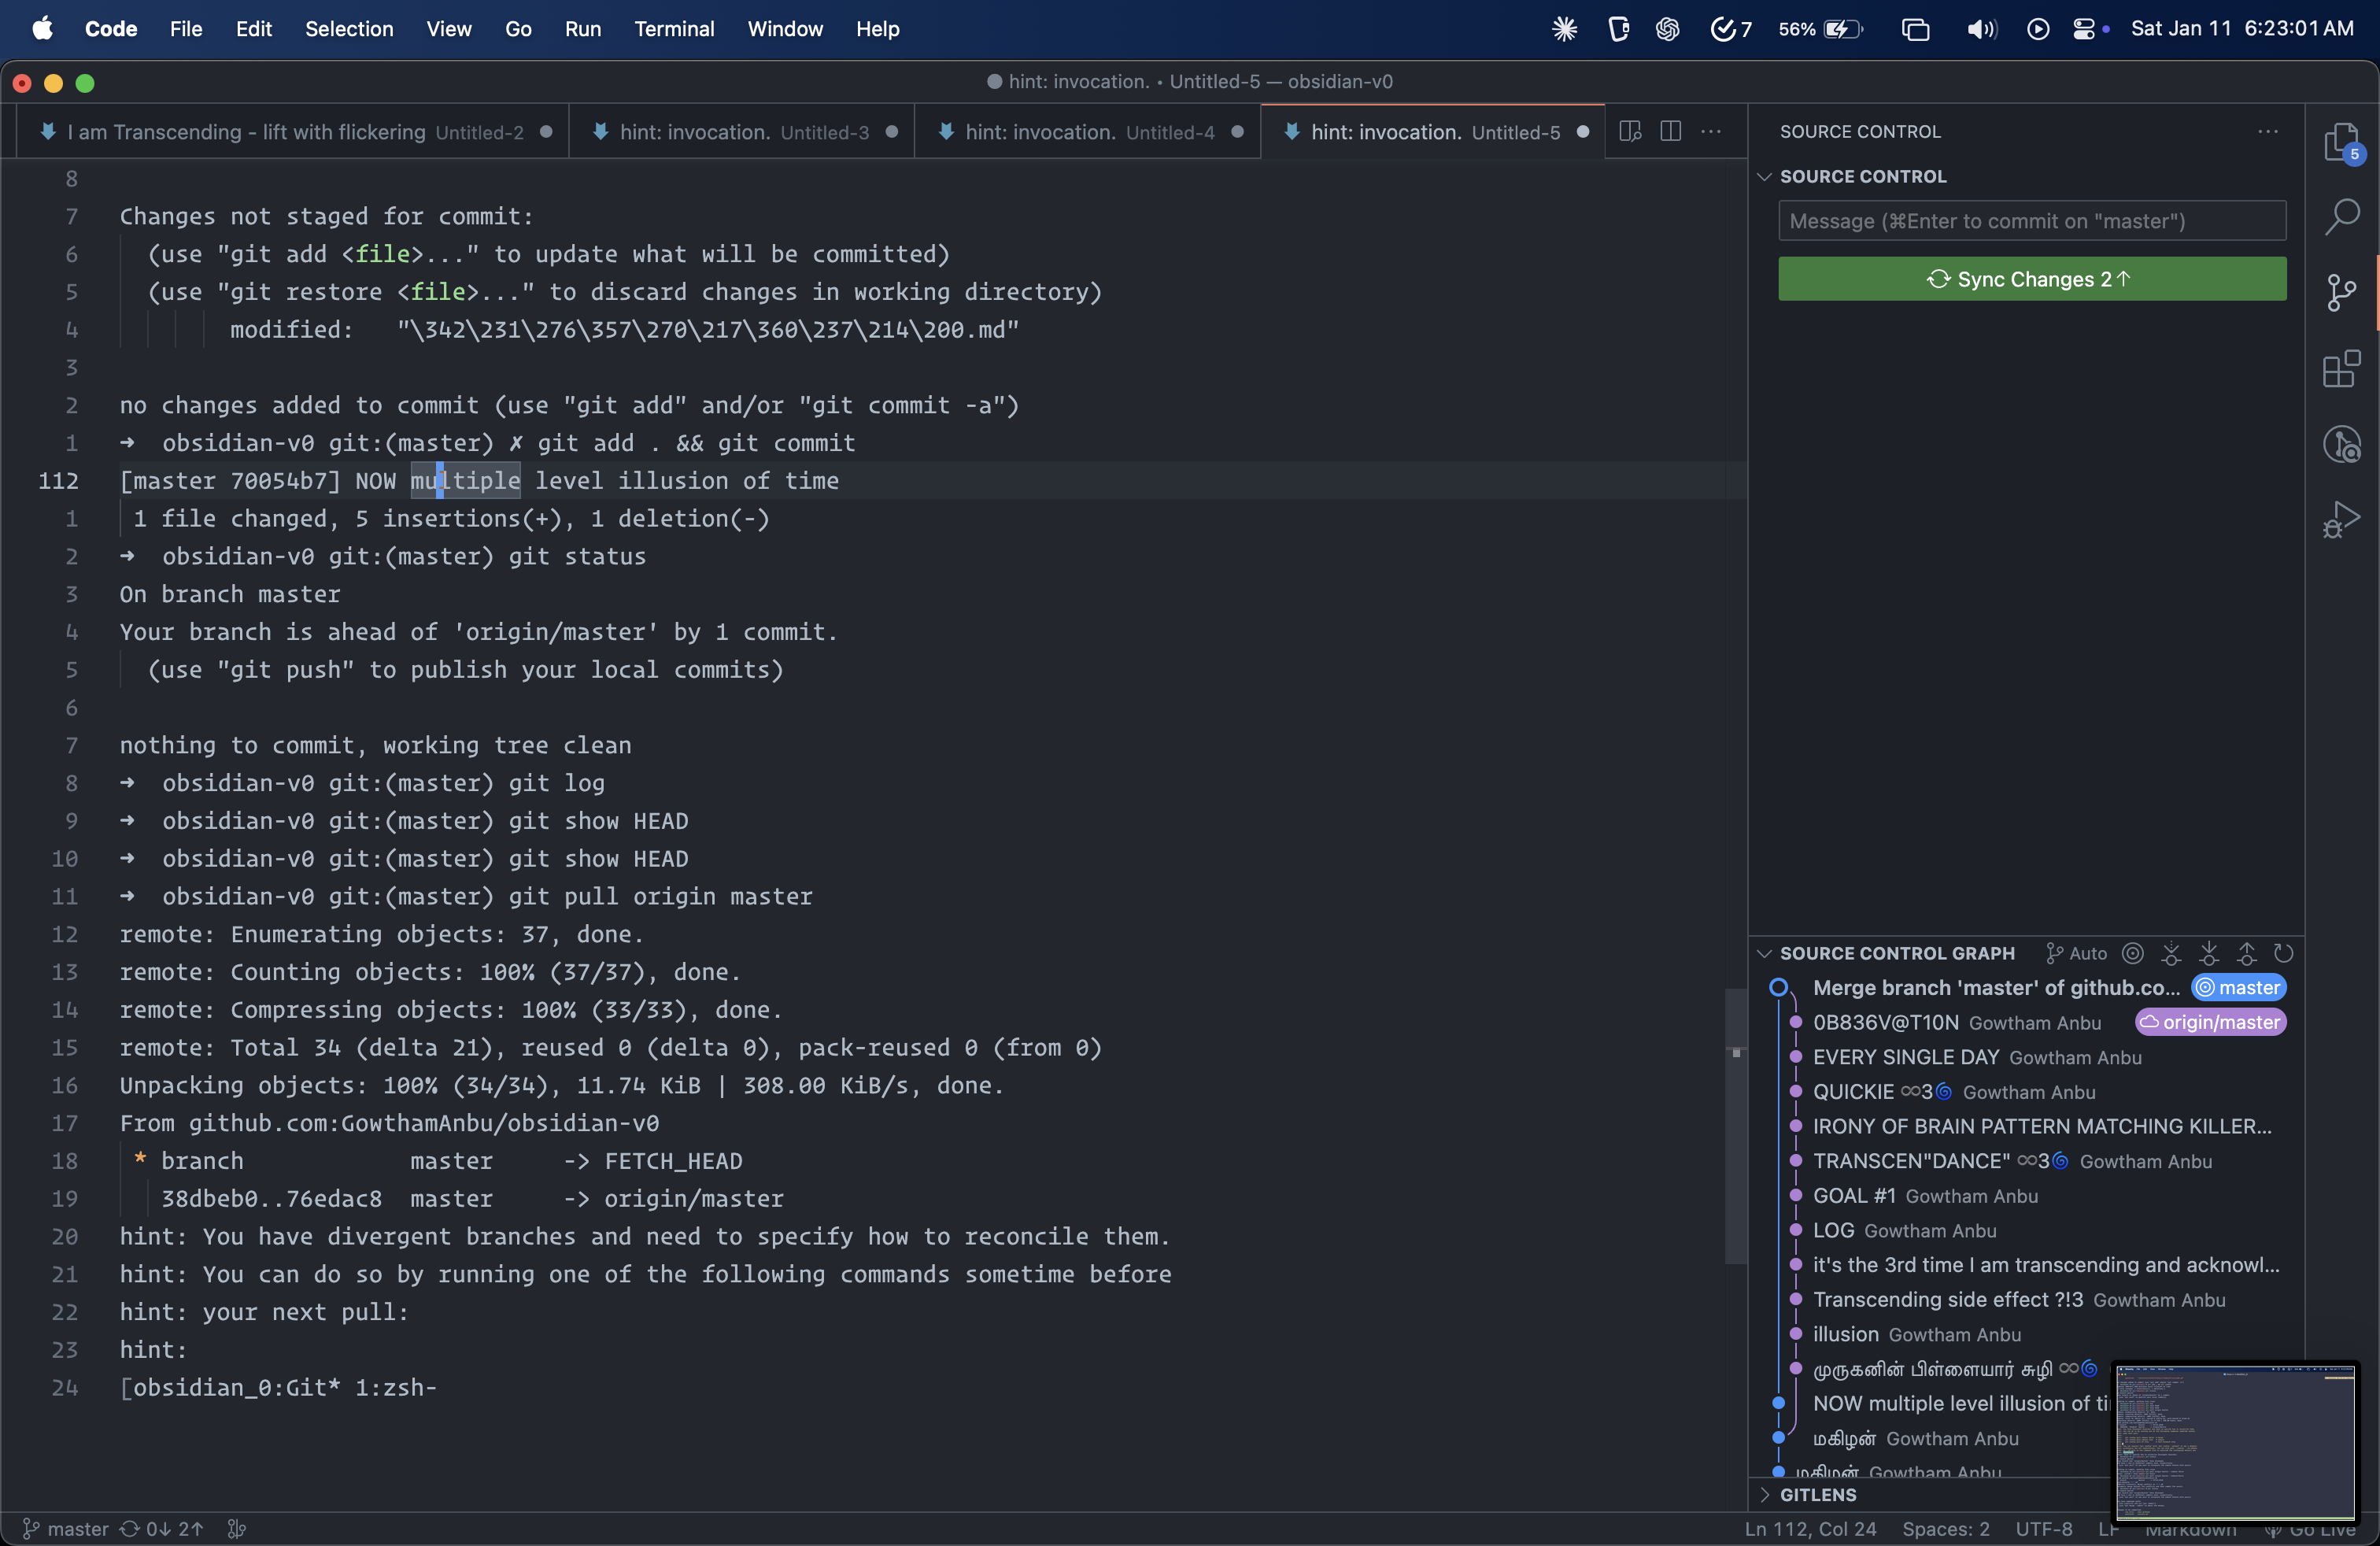 Code File Edit Selection View Go Run Terminal Window Help 7 56% Sat Jan 11 6:23:01 AM
hint: invocation. • Untitled-5 — obsidian-v0
I am Transcending - lift with flickering Untitled-2
hint: invocation. Untitled-3
hint: invocation. Untitled-4
hint: invocation. Untitled-5
8
7 Changes not staged for commit:
6 (use "git add <file>..." to update what will be committed)
5 (use "git restore <file>..." to discard changes in working directory)
4 modified: "\342\231\276\357\270\217\360\237\214\200.md"
3
2 no changes added to commit (use "git add" and/or "git commit -a")
1 ➜ obsidian-v0 git:(master) ✗ git add . && git commit
112 [master 70054b7] NOW multiple level illusion of time
1 1 file changed, 5 insertions(+), 1 deletion(-)
2 ➜ obsidian-v0 git:(master) git status
3 On branch master
4 Your branch is ahead of 'origin/master' by 1 commit.
5 (use "git push" to publish your local commits)
6
7 nothing to commit, working tree clean
8 ➜ obsidian-v0 git:(master) git log
9 ➜ obsidian-v0 git:(master) git show HEAD
10 ➜ obsidian-v0 git:(master) git show HEAD
11 ➜ obsidian-v0 git:(master) git pull origin master
12 remote: Enumerating objects: 37, done.
13 remote: Counting objects: 100% (37/37), done.
14 remote: Compressing objects: 100% (33/33), done.
15 remote: Total 34 (delta 21), reused 0 (delta 0), pack-reused 0 (from 0)
16 Unpacking objects: 100% (34/34), 11.74 KiB | 308.00 KiB/s, done.
17 From github.com:GowthamAnbu/obsidian-v0
18 * branch master -> FETCH_HEAD
19 38dbeb0..76edac8 master -> origin/master
20 hint: You have divergent branches and need to specify how to reconcile them.
21 hint: You can do so by running one of the following commands sometime before
22 hint: your next pull:
23 hint:
24 [obsidian_0:Git* 1:zsh-
SOURCE CONTROL
SOURCE CONTROL
Message (⌘Enter to commit on "master")
Sync Changes 2↑
5
SOURCE CONTROL GRAPH Auto
Merge branch 'master' of github.co... master
0B836V@T10N Gowtham Anbu origin/master
EVERY SINGLE DAY Gowtham Anbu
QUICKIE ♾️3🌀 Gowtham Anbu
IRONY OF BRAIN PATTERN MATCHING KILLER...
TRANSCEN"DANCE" ♾️3🌀 Gowtham Anbu
GOAL #1 Gowtham Anbu
LOG Gowtham Anbu
it's the 3rd time I am transcending and acknowl...
Transcending side effect ?!3 Gowtham Anbu
illusion Gowtham Anbu
முருகனின் பிள்ளையார் சுழி ♾️🌀
NOW multiple level illusion of
மகிழன் Gowtham Anbu
மகிழன் Gowtham Anbu
GITLENS
master 0↓ 2↑
Ln 112, Col 24 Spaces: 2 UTF-8 LF Markdown Go Live